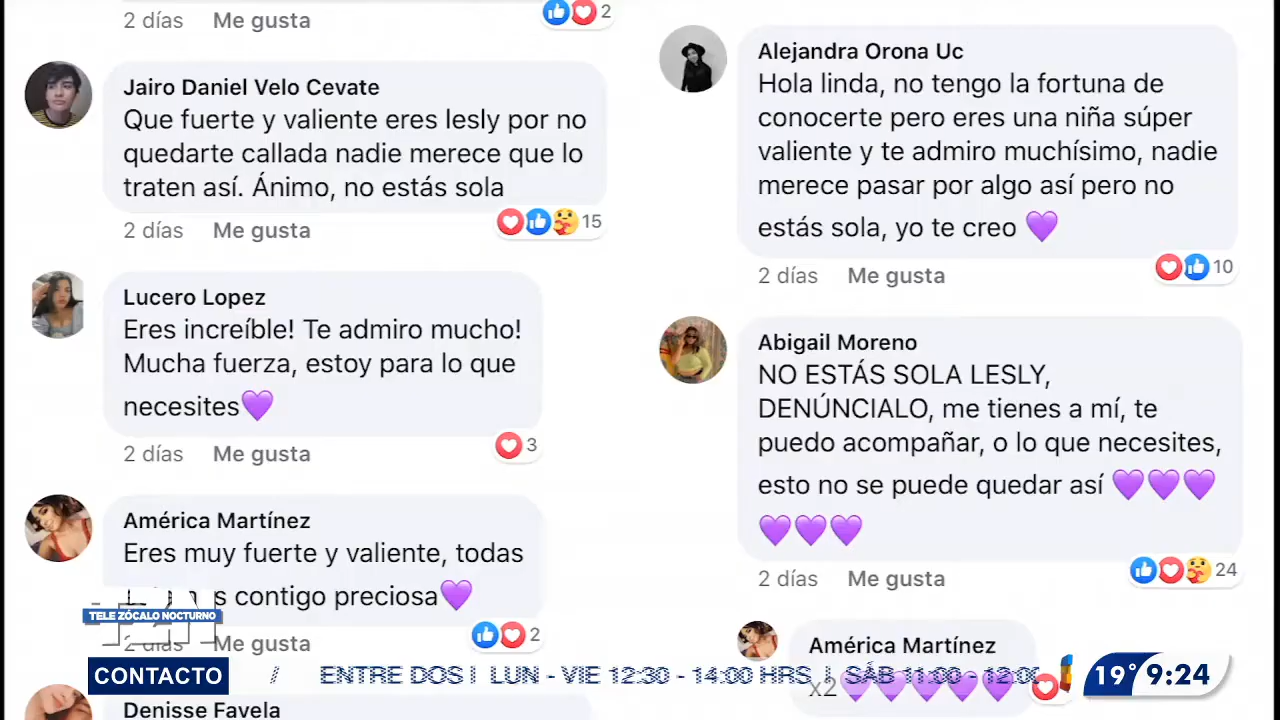 2 días Me gusta 2
Jairo Daniel Velo Cevate
Que fuerte y valiente eres lesly por no
quedarte callada nadie merece que lo
traten así. Ánimo, no estás sola
2 días Me gusta 15
Lucero Lopez
Eres increíble! Te admiro mucho!
Mucha fuerza, estoy para lo que
necesites💜
2 días Me gusta 3
América Martínez
Eres muy fuerte y valiente, todas
contigo preciosa💜
2 días Me gusta 2
Denisse Favela
Alejandra Orona Uc
Hola linda, no tengo la fortuna de
conocerte pero eres una niña súper
valiente y te admiro muchísimo, nadie
merece pasar por algo así pero no
estás sola, yo te creo 💜
2 días Me gusta 10
Abigail Moreno
NO ESTÁS SOLA LESLY,
DENÚNCIALO, me tienes a mí, te
puedo acompañar, o lo que necesites,
esto no se puede quedar así 💜💜💜
💜💜💜
2 días Me gusta 24
América Martínez
x2💜💜💜💜💜
TELE ZÓCALO NOCTURNO
CONTACTO / ENTRE DOS | LUN - VIE 12:30 - 14:00 HRS | SÁB 11:00 - 12:00
19° 9:24